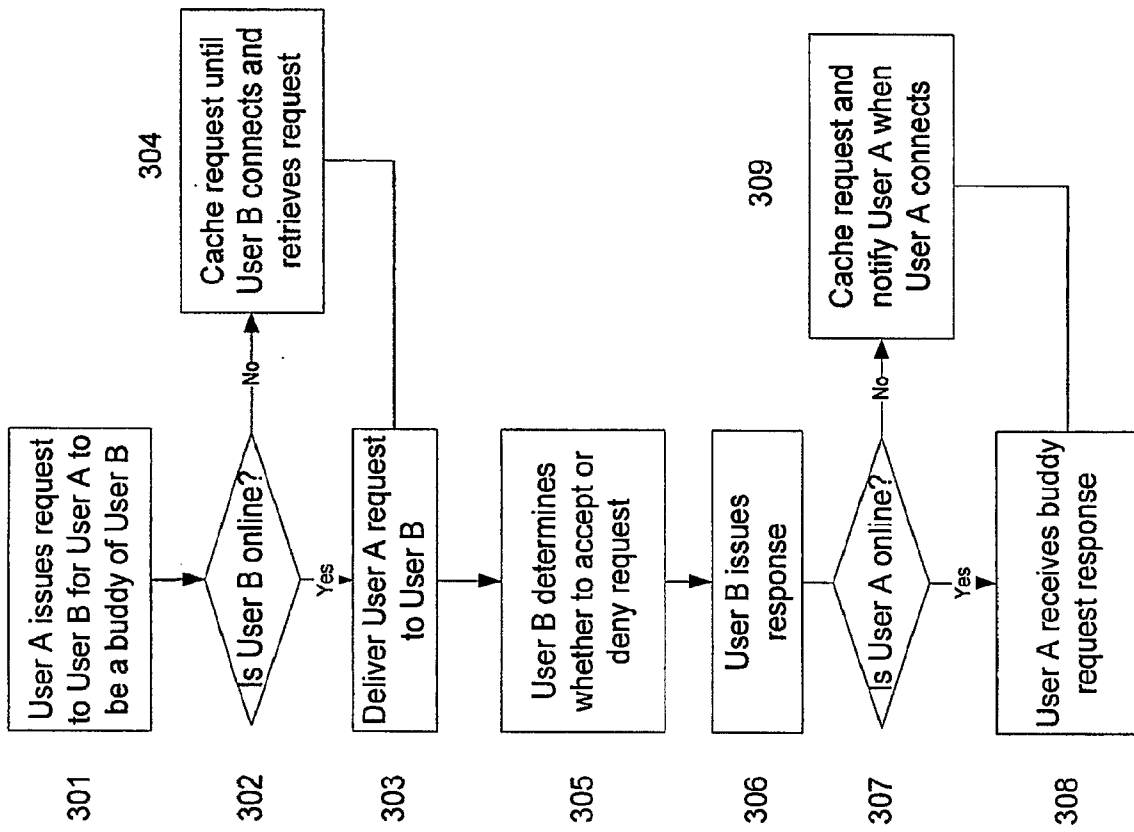 301
User A issues request
to User B for User A to
be a buddy of User B
302
Is User B online?
No
Yes
304
Cache request until
User B connects and
retrieves request
303
Deliver User A request
to User B
305
User B determines
whether to accept or
deny request
306
User B issues
response
307
Is User A online?
No
Yes
309
Cache request and
notify User A when
User A connects
308
User A receives buddy
request response